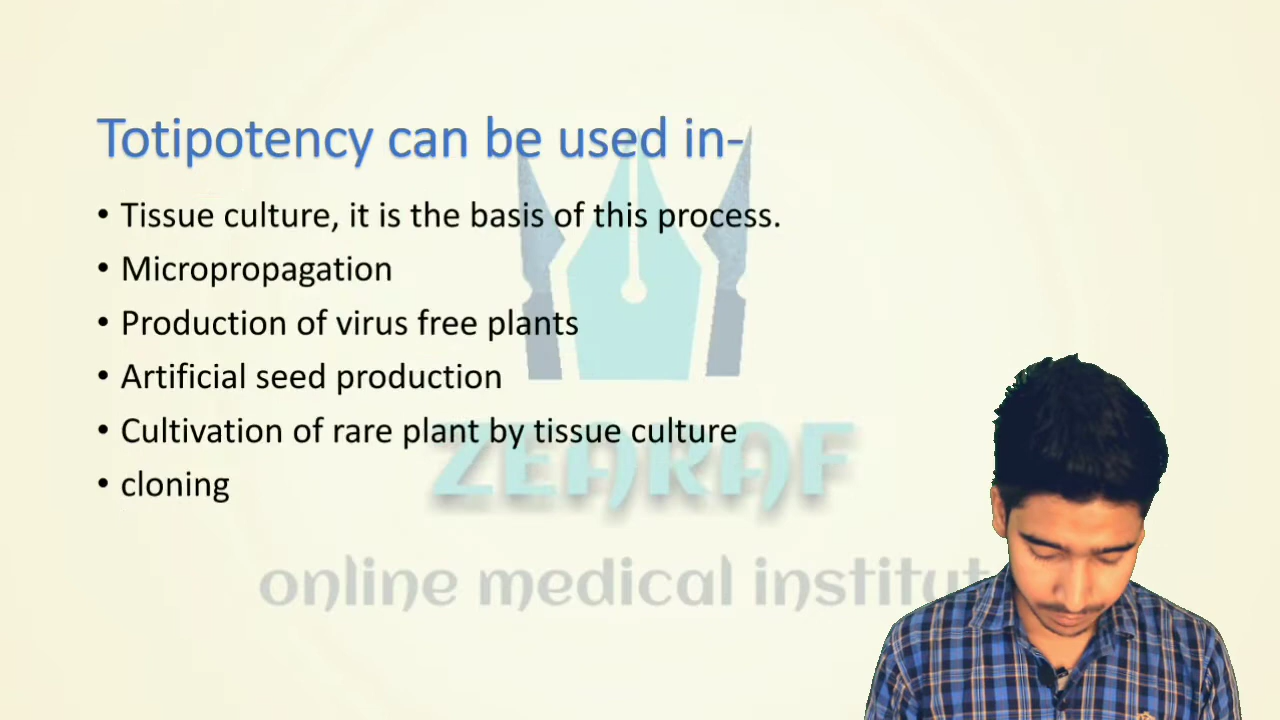 Totipotency can be used in-
• Tissue culture, it is the basis of this process.
• Micropropagation
• Production of virus free plants
• Artificial seed production
• Cultivation of rare plant by tissue culture
• cloning
ZEARAF
online medical institut